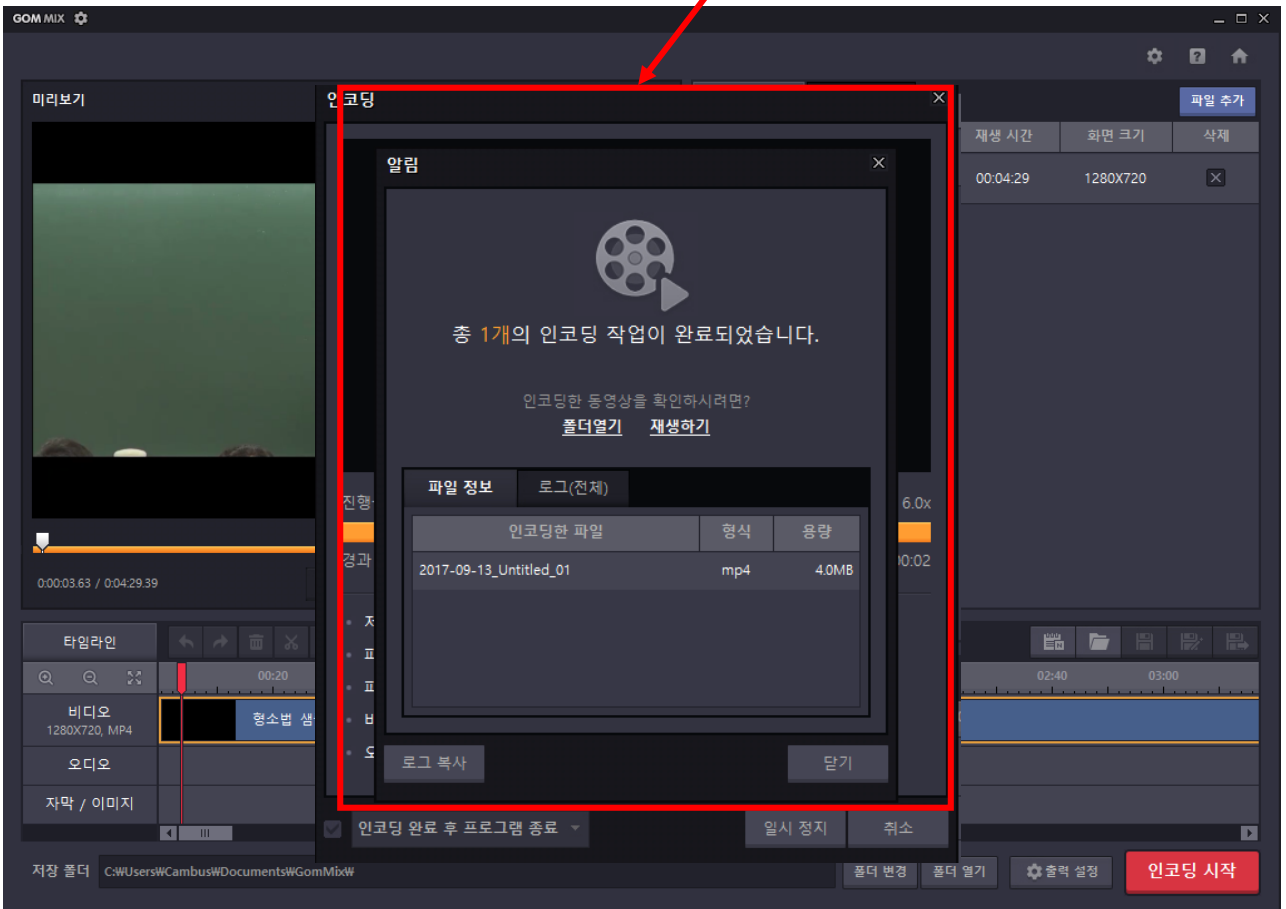 GOM MIX
미리보기
인코딩
파일 추가
재생 시간 화면 크기 삭제
00:04:29 1280X720
알림
총 1개의 인코딩 작업이 완료되었습니다.
인코딩한 동영상을 확인하시려면?
폴더열기 재생하기
파일 정보 로그(전체)
인코딩한 파일 형식 용량
2017-09-13_Untitled_01 mp4 4.0MB
6.0x
0:00:03.63 / 0:04:29.39
로그 복사 닫기
타임라인
00:20 02:40 03:00
비디오
1280X720, MP4
형소법
오디오
자막 / 이미지
인코딩 완료 후 프로그램 종료 일시 정지 취소
저장 폴더 C:₩Users₩Cambus₩Documents₩GomMix₩ 폴더 변경 폴더 열기 출력 설정 인코딩 시작